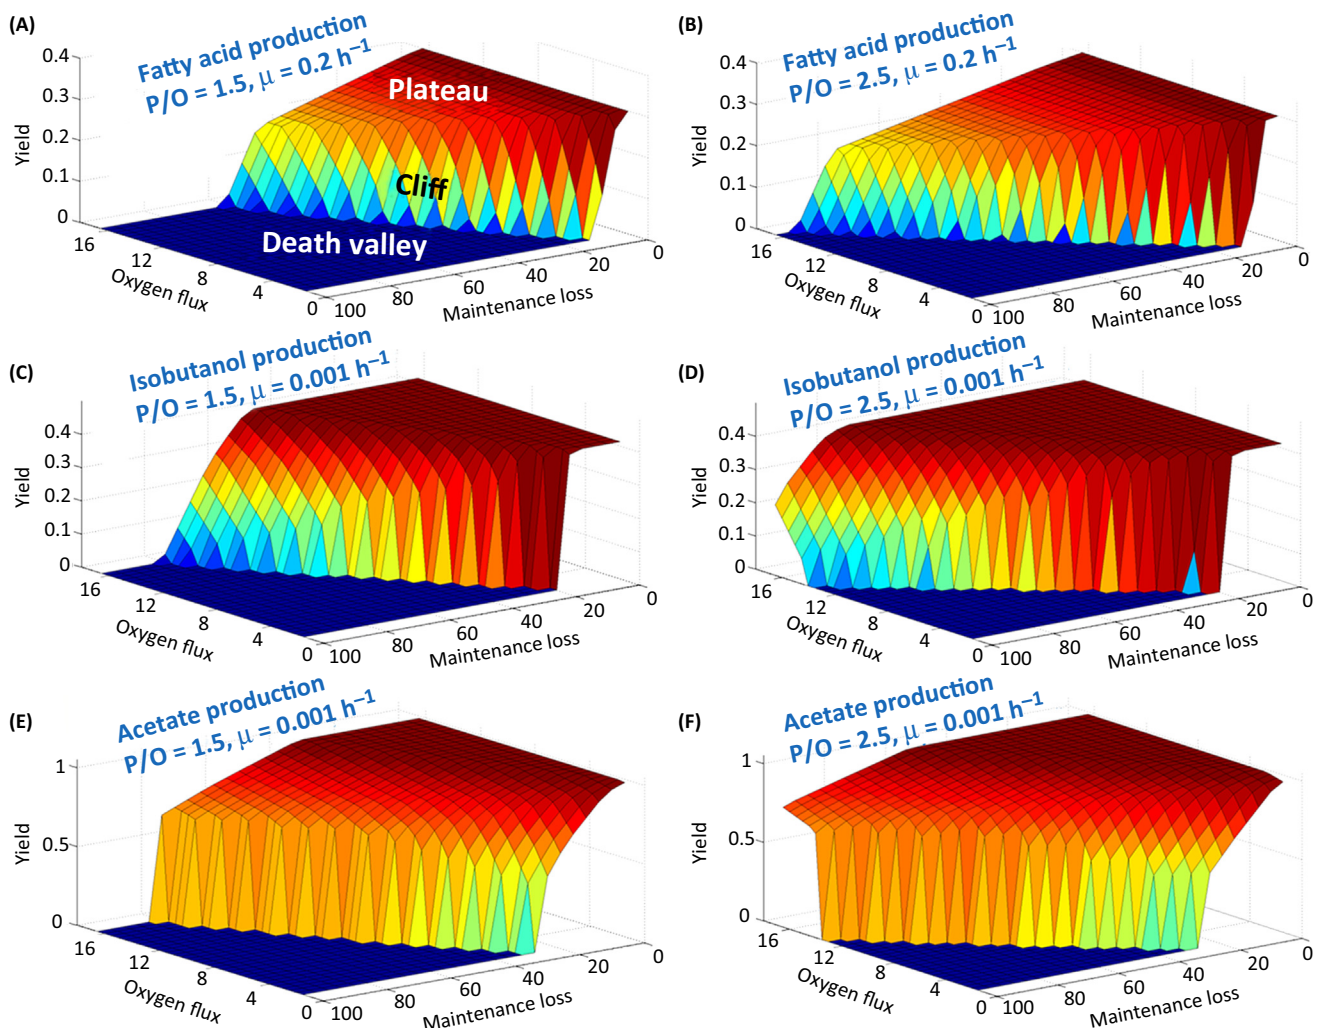 (A)
Fatty acid production
P/O = 1.5, μ = 0.2 h⁻¹
Plateau
Cliff
Death valley
Yield
0.4
0.3
0.2
0.1
0
16
12
8
4
0
Oxygen flux
100
80
60
40
20
0
Maintenance loss
(B)
Fatty acid production
P/O = 2.5, μ = 0.2 h⁻¹
Yield
0.4
0.3
0.2
0.1
0
16
12
8
4
0
Oxygen flux
100
80
60
40
20
0
Maintenance loss
(C)
Isobutanol production
P/O = 1.5, μ = 0.001 h⁻¹
Yield
0.4
0.3
0.2
0.1
0
16
12
8
4
0
Oxygen flux
100
80
60
40
20
0
Maintenance loss
(D)
Isobutanol production
P/O = 2.5, μ = 0.001 h⁻¹
Yield
0.4
0.3
0.2
0.1
0
16
12
8
4
0
Oxygen flux
100
80
60
40
20
0
Maintenance loss
(E)
Acetate production
P/O = 1.5, μ = 0.001 h⁻¹
Yield
1
0.5
0
16
12
8
4
0
Oxygen flux
100
80
60
40
20
0
Maintenance loss
(F)
Acetate production
P/O = 2.5, μ = 0.001 h⁻¹
Yield
1
0.5
0
16
12
8
4
0
Oxygen flux
100
80
60
40
20
0
Maintenance loss